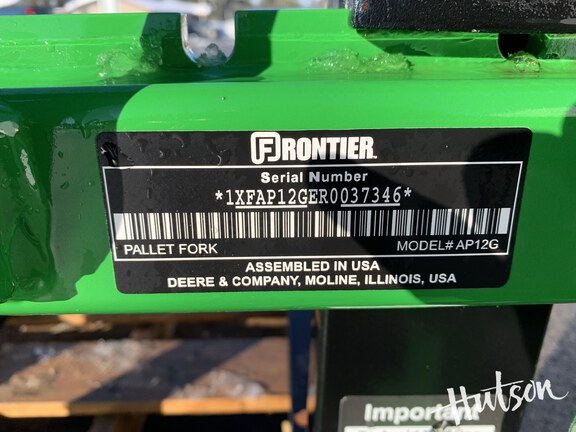 FRONTIER
Serial Number
*1XFAP12GER0037346*
PALLET FORK MODEL# AP12G
ASSEMBLED IN USA
DEERE & COMPANY, MOLINE, ILLINOIS, USA
Important
Hutson